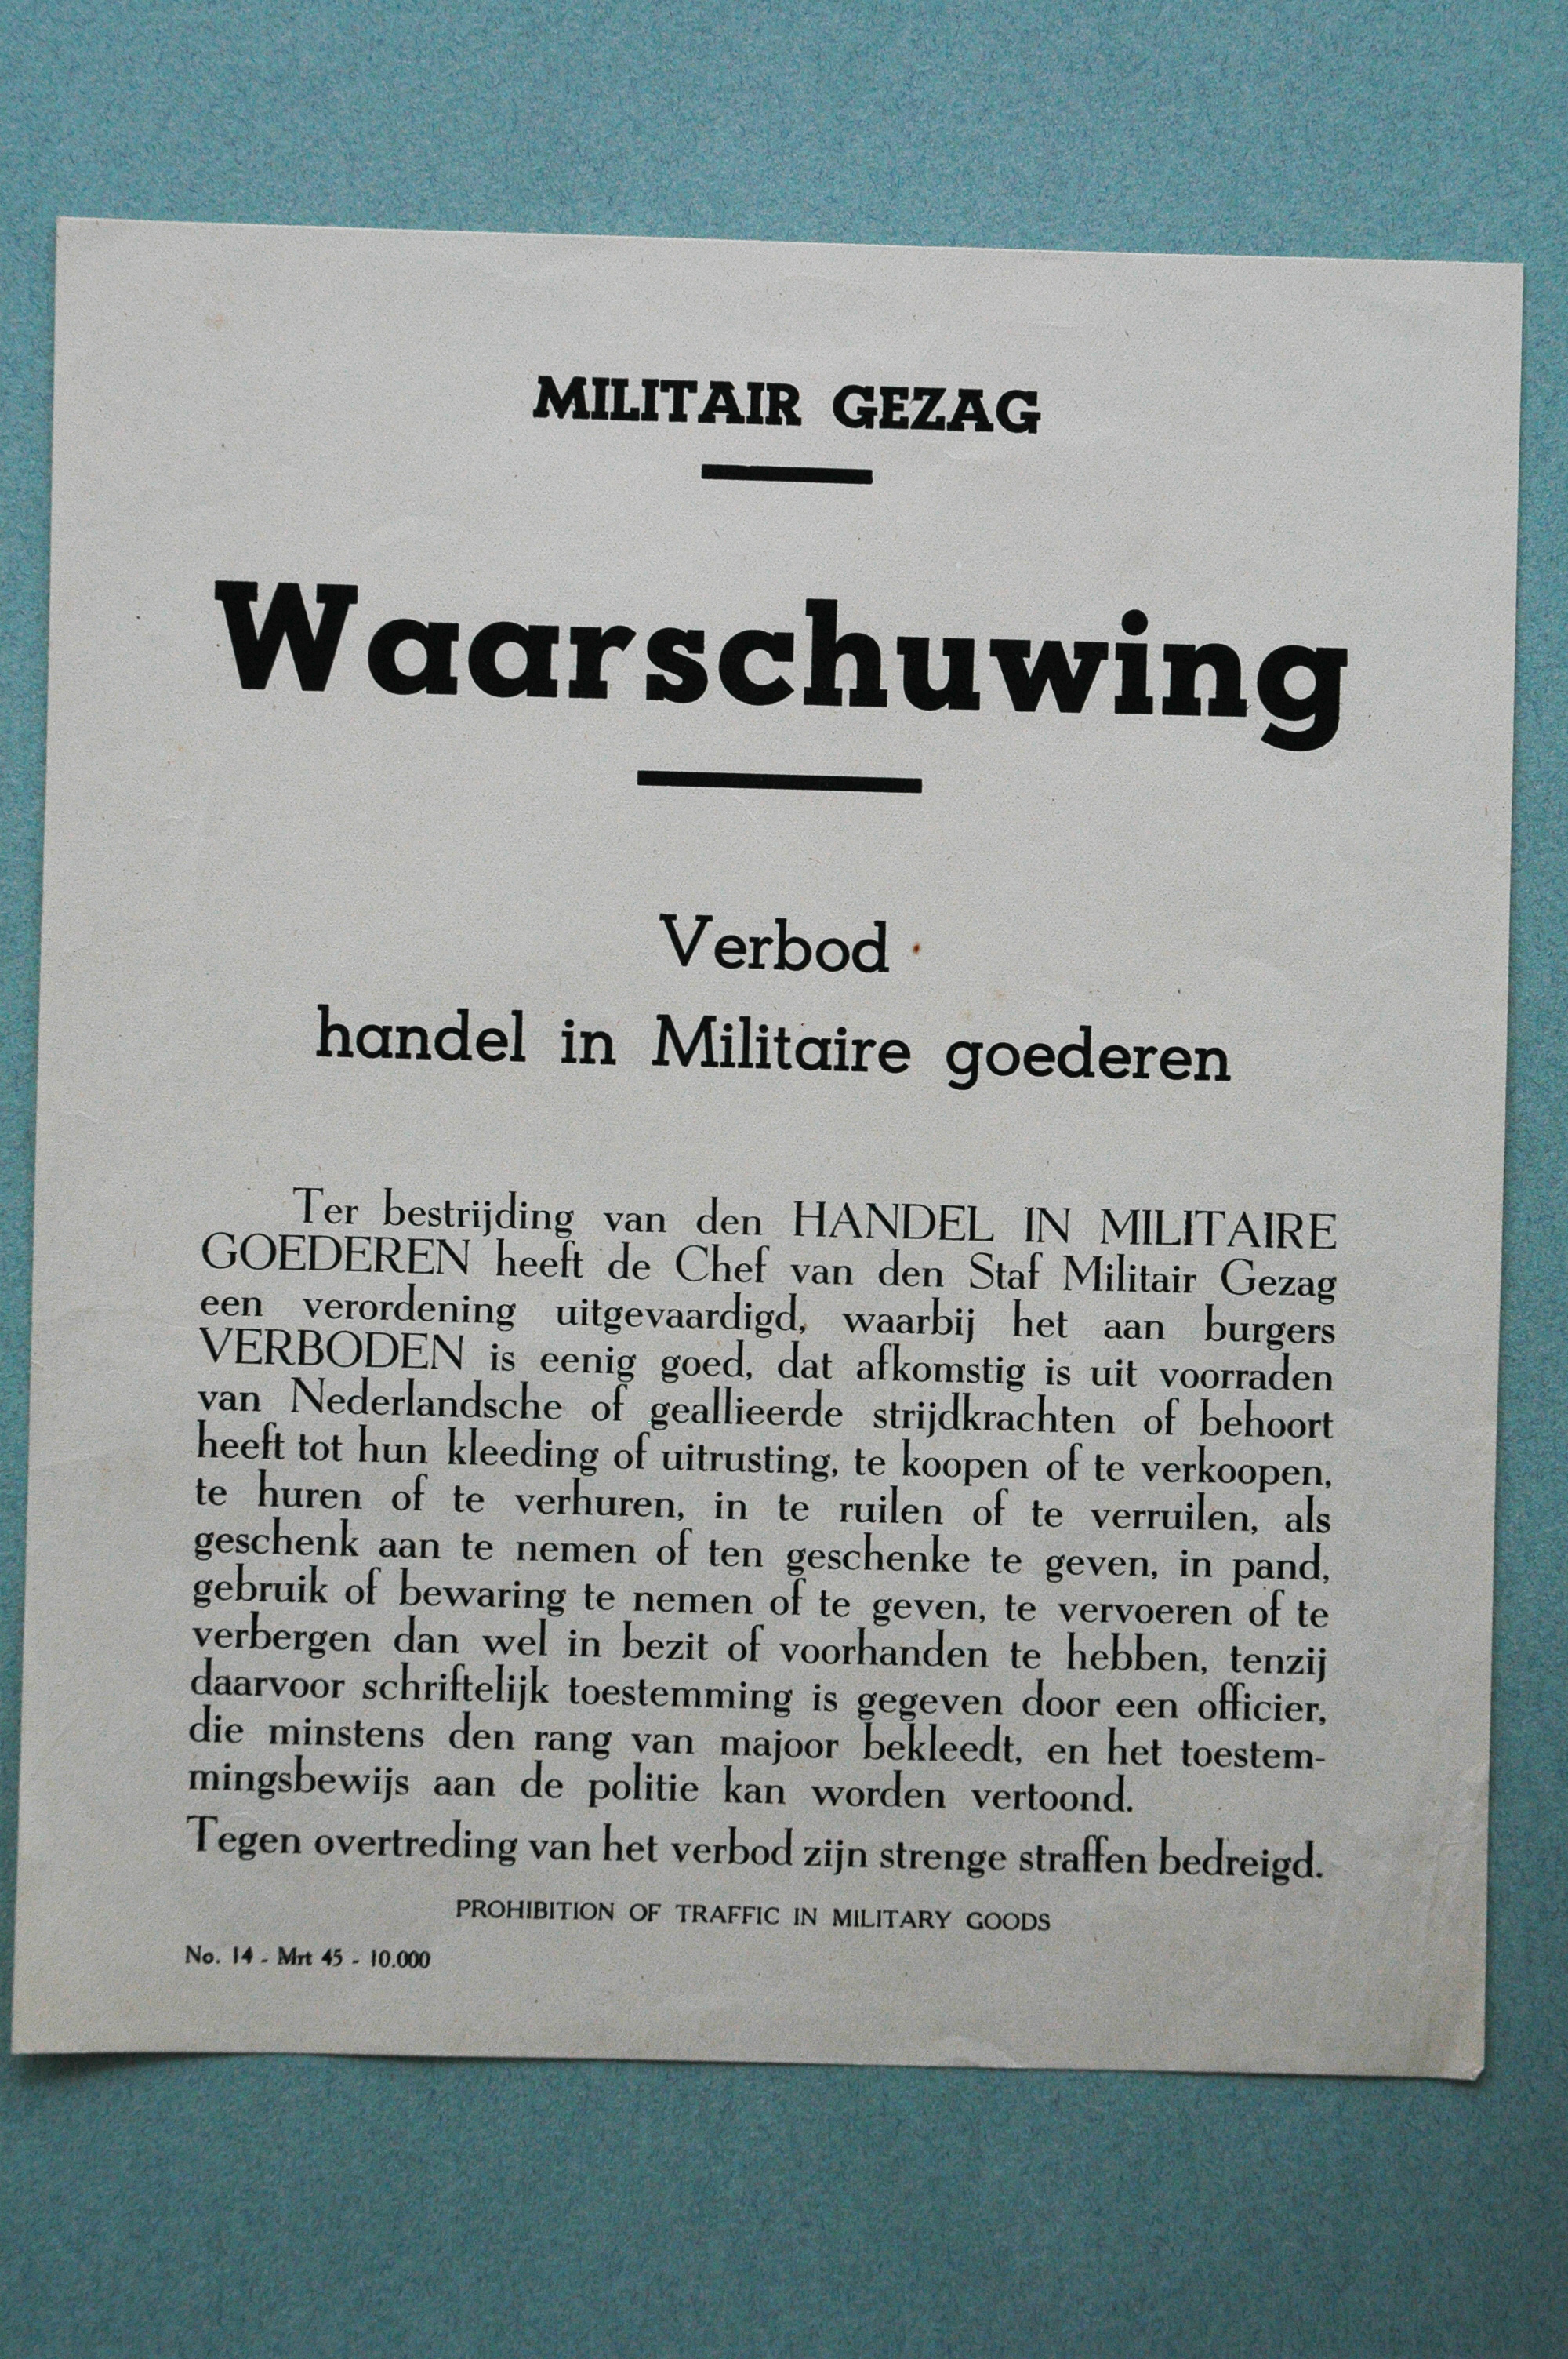 MILITAIR GEZAG
Waarschuwing
Verbod
handel in Militaire goederen
Ter bestrijding van den HANDEL IN MILITAIRE
GOEDEREN heeft de Chef van den Staf Militair Gezag
een verordening uitgevaardigd, waarbij het aan burgers
VERBODEN is eenig goed, dat afkomstig is uit voorraden
van Nederlandsche of geallieerde strijdkrachten of behoort
heeft tot hun kleeding of uitrusting, te koopen of te verkoopen,
te huren of te verhuren, in te ruilen of te verruilen, als
geschenk aan te nemen of ten geschenke te geven, in pand,
gebruik of bewaring te nemen of te geven, te vervoeren of te
verbergen dan wel in bezit of voorhanden te hebben, tenzij
daarvoor schriftelijk toestemming is gegeven door een officier,
die minstens den rang van majoor bekleedt, en het toestem-
mingsbewijs aan de politie kan worden vertoond.
Tegen overtreding van het verbod zijn strenge straffen bedreigd.
PROHIBITION OF TRAFFIC IN MILITARY GOODS
No. 14 - Mrt 45 - 10.000